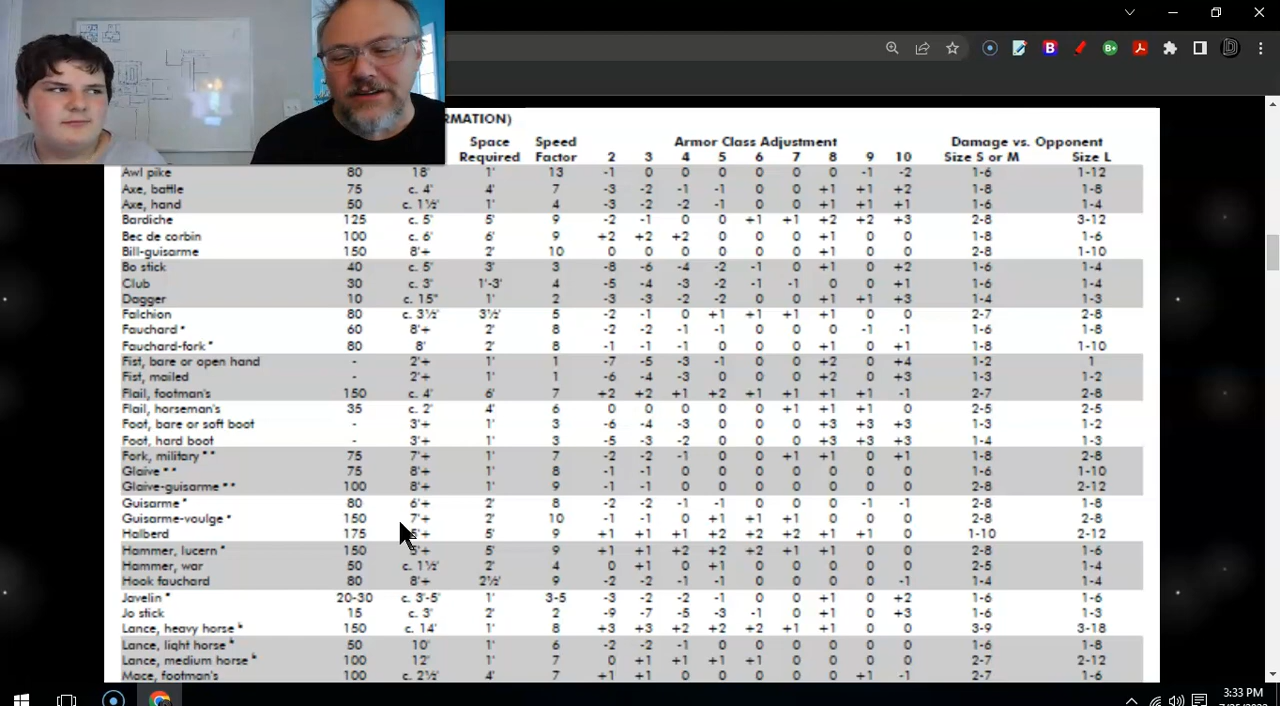 RMATION)
Space Speed Armor Class Adjustment Damage vs. Opponent
Required Factor 2 3 4 5 6 7 8 9 10 Size S or M Size L
Awl pike 80 18' 1' 13 -1 0 0 0 0 0 0 -1 -2 1-6 1-12
Axe, battle 75 c. 4' 4' 7 -3 -2 -1 -1 0 0 +1 +1 +2 1-8 1-8
Axe, hand 50 c. 1½' 1' 4 -3 -2 -2 -1 0 0 +1 +1 +1 1-6 1-4
Bardiche 125 c. 5' 5' 9 -2 -1 0 0 +1 +1 +2 +2 +3 2-8 3-12
Bec de corbin 100 c. 6' 6' 9 +2 +2 +2 0 0 0 +1 0 0 1-8 1-6
Bill-guisarme 150 8'+ 2' 10 0 0 0 0 0 0 +1 0 0 2-8 1-10
Bo stick 40 c. 5' 3' 3 -8 -6 -4 -2 -1 0 +1 0 +2 1-6 1-4
Club 30 c. 3' 1'-3' 4 -5 -4 -3 -2 -1 -1 0 0 +1 1-6 1-4
Dagger 10 c. 15" 1' 2 -3 -3 -2 -2 0 0 +1 +1 +3 1-4 1-3
Falchion 80 c. 3½' 3½' 5 -2 -1 0 +1 +1 +1 +1 0 0 2-7 2-8
Fauchard * 60 8'+ 2' 8 -2 -2 -1 -1 0 0 0 -1 -1 1-6 1-8
Fauchard-fork * 80 8' 2' 8 -1 -1 -1 0 0 0 +1 0 +1 1-8 1-10
Fist, bare or open hand - 2'+ 1' 1 -7 -5 -3 -1 0 0 +2 0 +4 1-2 1
Fist, mailed - 2'+ 1' 1 -6 -4 -3 0 0 0 +2 0 +3 1-3 1-2
Flail, footman's 150 c. 4' 6' 7 +2 +2 +1 +2 +1 +1 +1 +1 -1 2-7 2-8
Flail, horseman's 35 c. 2' 4' 6 0 0 0 0 0 +1 +1 +1 0 2-5 2-5
Foot, bare or soft boot - 3'+ 1' 3 -6 -4 -3 0 0 0 +3 +3 +3 1-3 1-2
Foot, hard boot - 3'+ 1' 3 -5 -3 -2 0 0 0 +3 +3 +3 1-4 1-3
Fork, military * * 75 7'+ 1' 7 -2 -2 -1 0 0 +1 +1 0 +1 1-8 2-8
Glaive * * 75 8'+ 1' 8 -1 -1 0 0 0 0 0 0 0 1-6 1-10
Glaive-guisarme * * 100 8'+ 1' 9 -1 -1 0 0 0 0 0 0 0 2-8 2-12
Guisarme * 80 6'+ 2' 8 -2 -2 -1 -1 0 0 0 -1 -1 2-8 1-8
Guisarme-voulge * 150 7'+ 2' 10 -1 -1 0 +1 +1 +1 0 0 0 2-8 2-8
Halberd 175 5'+ 5' 9 +1 +1 +1 +2 +2 +2 +1 +1 0 1-10 2-12
Hammer, lucern * 150 5'+ 5' 9 +1 +1 +2 +2 +2 +1 +1 0 0 2-8 1-6
Hammer, war 50 c. 1½' 2' 4 0 +1 0 +1 0 0 0 0 0 2-5 1-4
Hook fauchard 80 8'+ 2½' 9 -2 -2 -1 -1 0 0 0 0 -1 1-4 1-4
Javelin * 20-30 c. 3'-5' 1' 3-5 -3 -2 -2 -1 0 0 +1 0 +2 1-6 1-6
Jo stick 15 c. 3' 2' 2 -9 -7 -5 -3 -1 0 +1 0 +3 1-6 1-3
Lance, heavy horse 150 c. 14' 1' 8 +3 +3 +2 +2 +2 +1 +1 0 0 3-9 3-18
Lance, light horse 10' 1' 6 -2 -2 -1 0 0 0 0 0 0 1-6 1-8
Lance, medium horse 100 12' 1' 7 0 +1 +1 +1 +1 0 0 0 0 2-7 2-12
Mace, footman's 100 c. 2½' 4' 7 +1 +1 0 0 0 0 0 +1 -1 2-7 1-6
3:33 PM